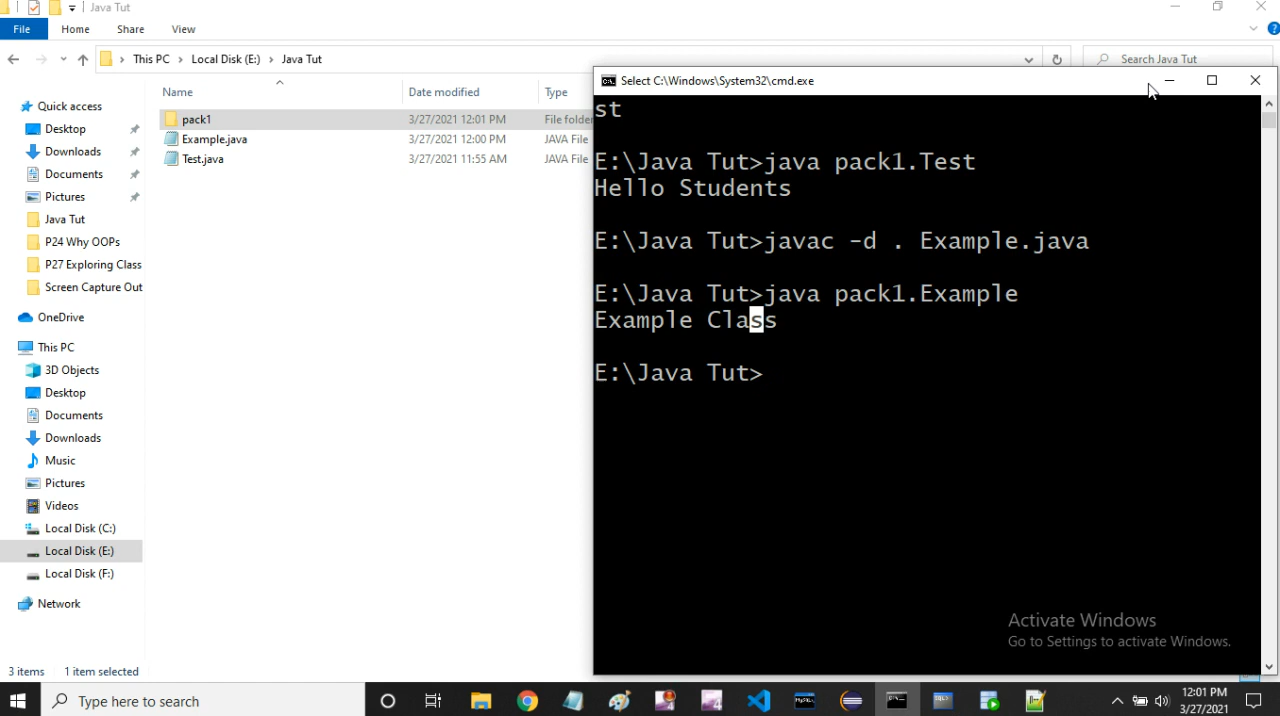 Java Tut
File
Home
Share
View
This PC
Local Disk (E:)
Java Tut
Search Java Tut
Name
Date modified
Type
Quick access
Desktop
Downloads
Documents
Pictures
Java Tut
P24 Why OOPs
P27 Exploring Class
Screen Capture Out
OneDrive
This PC
3D Objects
Desktop
Documents
Downloads
Music
Pictures
Videos
Local Disk (C:)
Local Disk (E:)
Local Disk (F:)
Network
pack1 3/27/2021 12:01 PM File folder
Example.java 3/27/2021 12:00 PM JAVA File
Test.java 3/27/2021 11:55 AM JAVA File
3 items 1 item selected
Select C:\Windows\System32\cmd.exe
st
E:\Java Tut>java pack1.Test
Hello Students
E:\Java Tut>javac -d . Example.java
E:\Java Tut>java pack1.Example
Example Class
E:\Java Tut>
Activate Windows
Go to Settings to activate Windows.
Type here to search
12:01 PM
3/27/2021